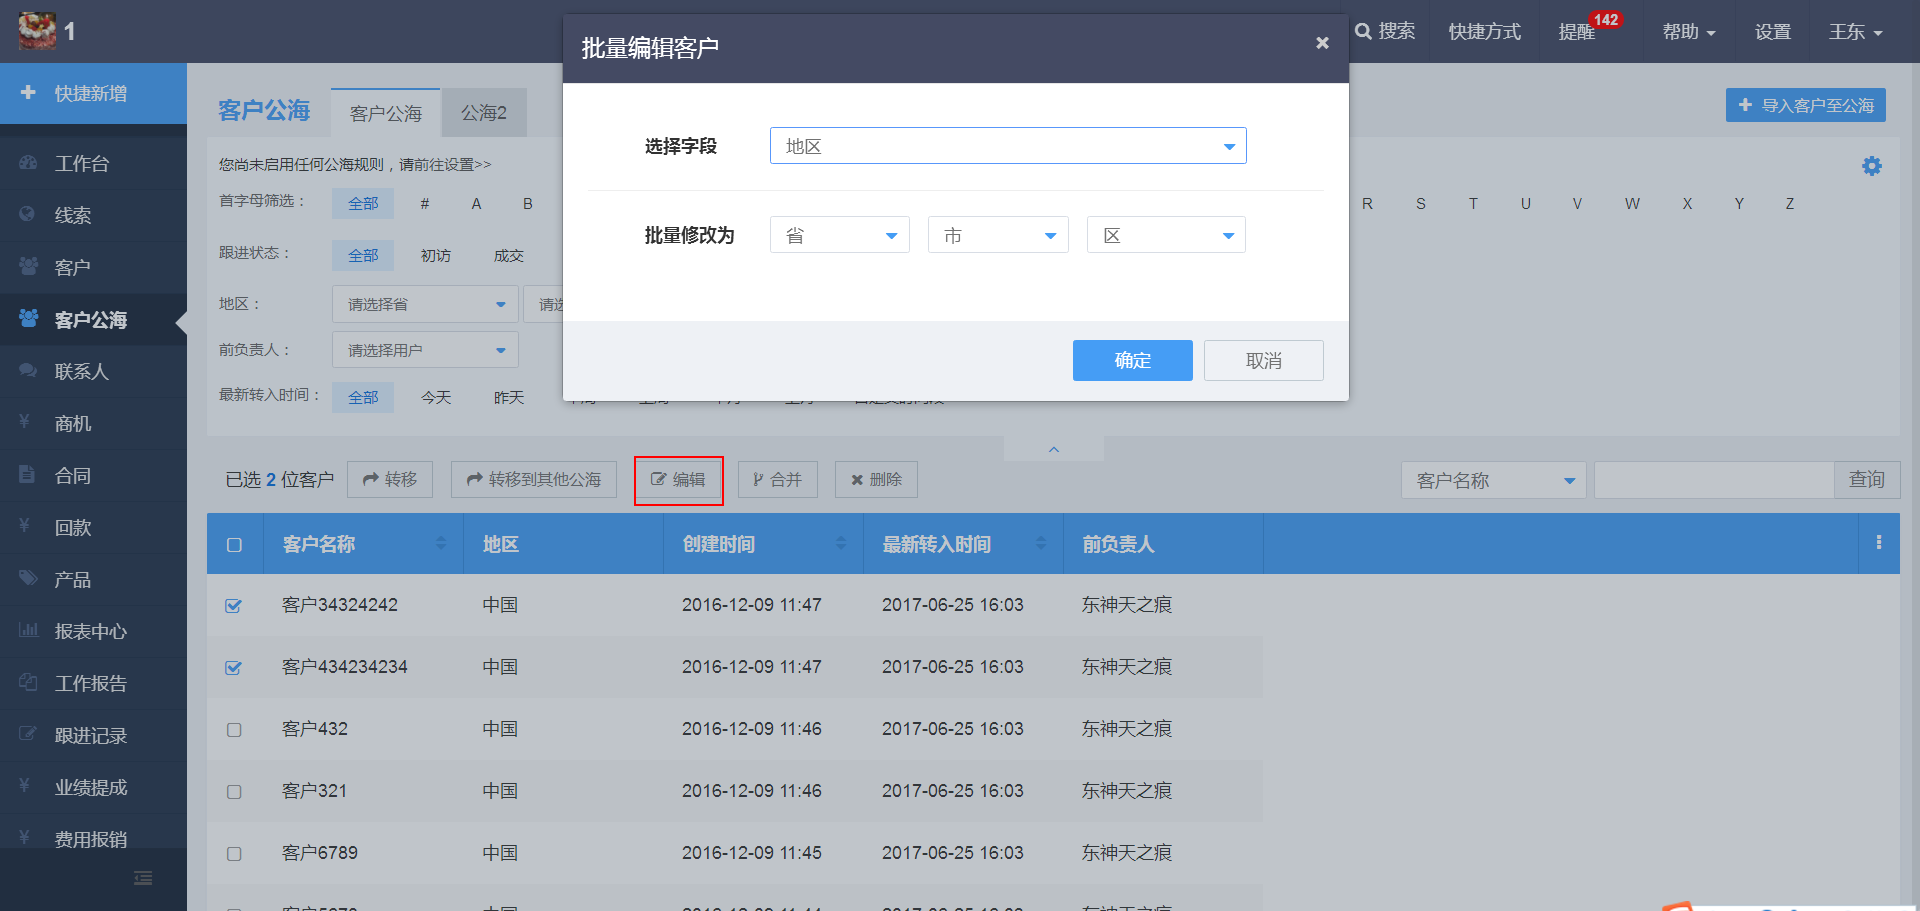 1
搜索 快捷方式 提醒 142 帮助 设置 王东
批量编辑客户
选择字段 地区
批量修改为 省 市 区
确定 取消
快捷新增
工作台
线索
客户
客户公海
联系人
商机
合同
回款
产品
报表中心
工作报告
跟进记录
业绩提成
费用报销
客户公海 客户公海 公海2 导入客户至公海
您尚未启用任何公海规则，请前往设置>>
首字母筛选： 全部 # A B R S T U V W X Y Z
跟进状态： 全部 初访 成交
地区： 请选择省
前负责人： 请选择用户
最新转入时间： 全部 今天 昨天
已选 2 位客户 转移 转移到其他公海 编辑 合并 删除 客户名称 查询
客户名称 地区 创建时间 最新转入时间 前负责人
客户34324242 中国 2016-12-09 11:47 2017-06-25 16:03 东神天之痕
客户434234234 中国 2016-12-09 11:47 2017-06-25 16:03 东神天之痕
客户432 中国 2016-12-09 11:46 2017-06-25 16:03 东神天之痕
客户321 中国 2016-12-09 11:46 2017-06-25 16:03 东神天之痕
客户6789 中国 2016-12-09 11:45 2017-06-25 16:03 东神天之痕